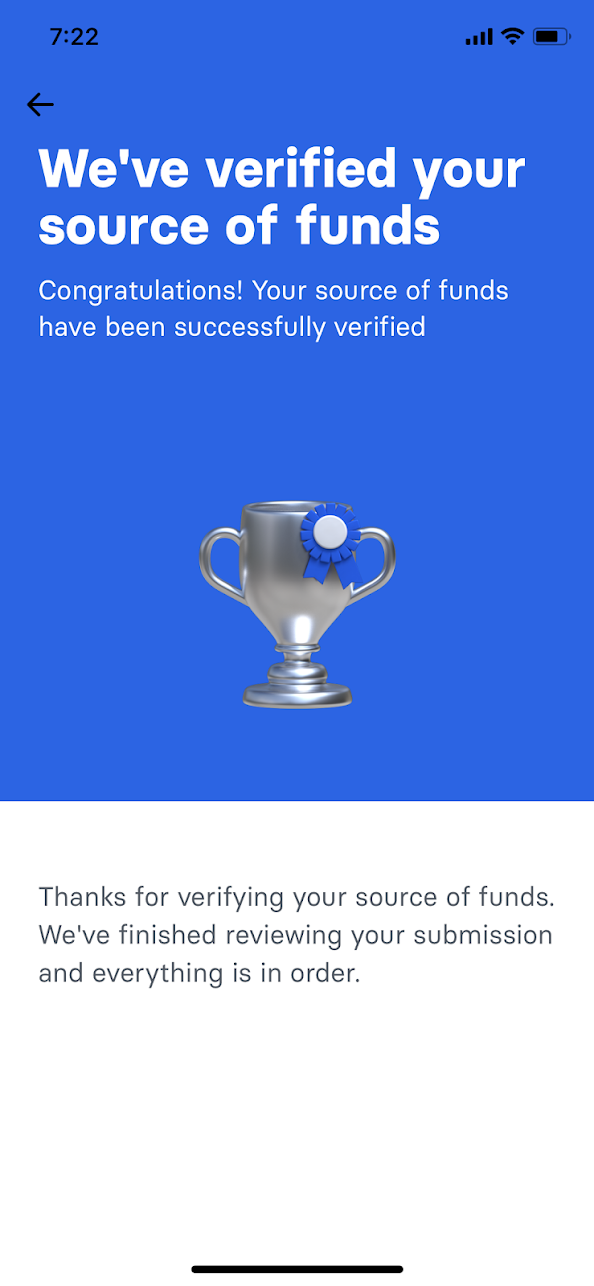 7:22
We've verified your
source of funds
Congratulations! Your source of funds
have been successfully verified
Thanks for verifying your source of funds.
We've finished reviewing your submission
and everything is in order.